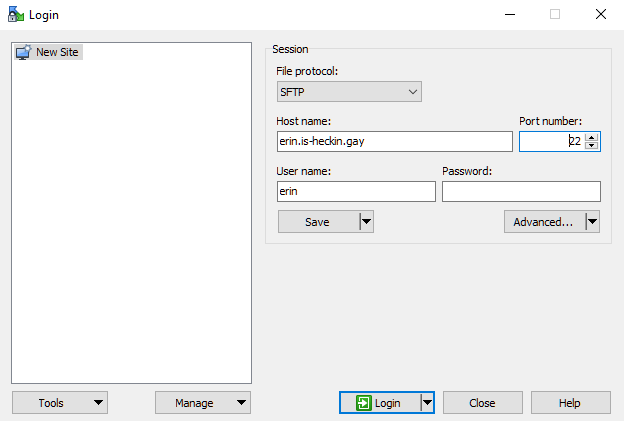 Login
New Site
Session
File protocol:
SFTP
Host name:
Port number:
erin.is-heckin.gay
22
User name:
Password:
erin
Save
Advanced...
Tools
Manage
Login
Close
Help